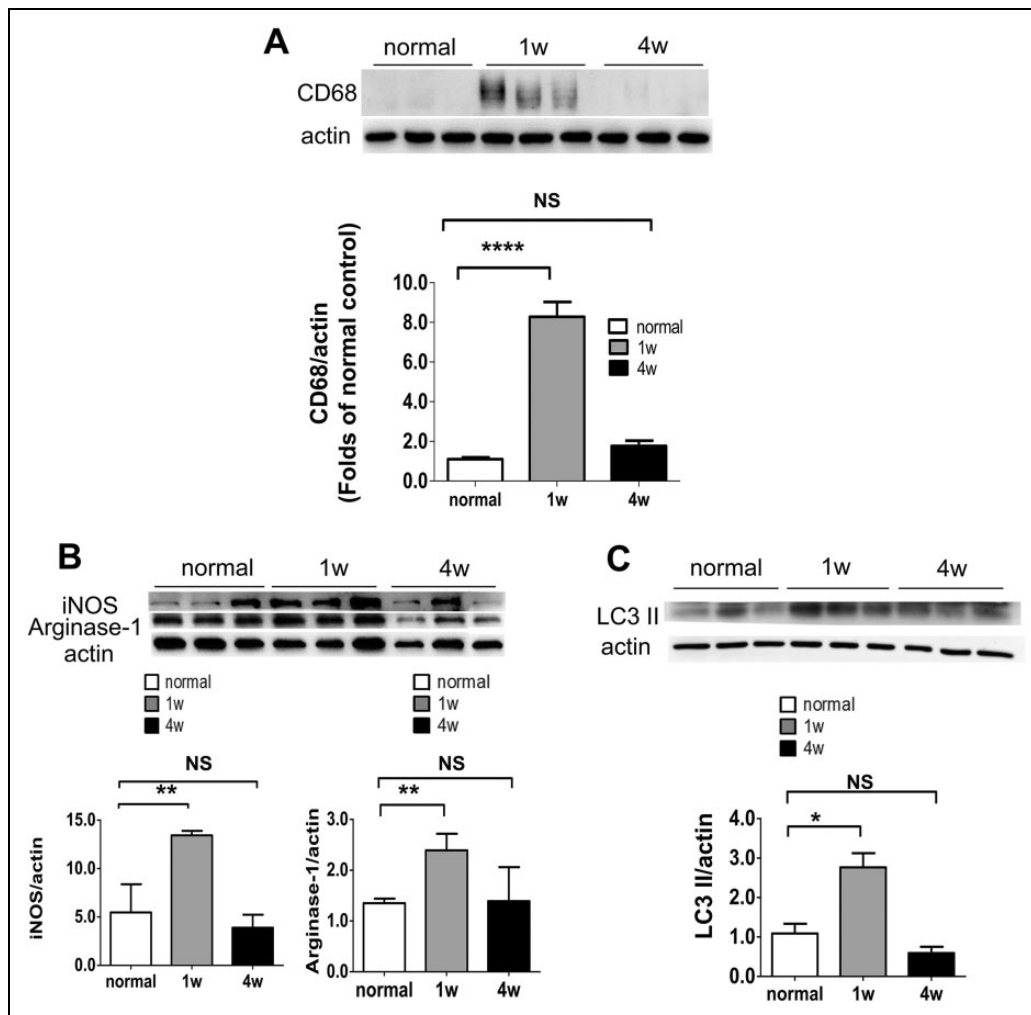 A
normal 1w 4w
CD68
actin
NS
****
CD68/actin
(Folds of normal control)
10.0
8.0
6.0
4.0
2.0
0.0
normal
1w
4w
normal 1w 4w
B
normal 1w 4w
iNOS
Arginase-1
actin
normal
1w
4w
normal
1w
4w
NS
**
iNOS/actin
15.0
10.0
5.0
0.0
normal 1w 4w
NS
**
Arginase-1/actin
3.0
2.0
1.0
0.0
normal 1w 4w
C
normal 1w 4w
LC3 II
actin
normal
1w
4w
NS
*
LC3 II/actin
4.0
3.0
2.0
1.0
0.0
normal 1w 4w